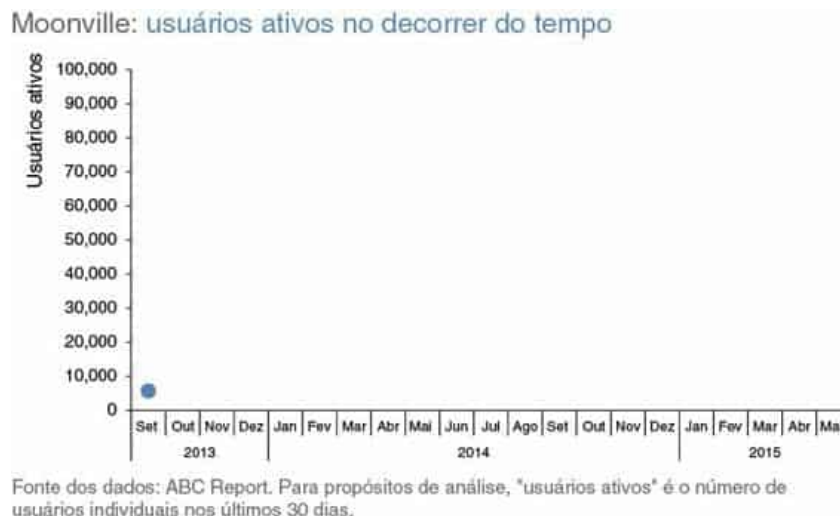 Moonville: usuários ativos no decorrer do tempo
Usuários ativos
100,000
90,000
80,000
70,000
60,000
50,000
40,000
30,000
20,000
10,000
0
Set Out Nov Dez Jan Fev Mar Abr Mai Jun Jul Ago Set Out Nov Dez Jan Fev Mar Abr Ma
2013 2014 2015
Fonte dos dados: ABC Report. Para propósitos de análise, "usuários ativos" é o número de
usuários individuais nos últimos 30 dias.